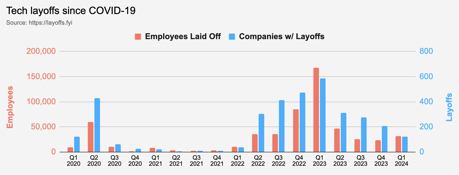 Tech layoffs since COVID-19
Source: https://layoffs.fyi
Employees Laid Off
Companies w/ Layoffs
200,000
150,000
100,000
50,000
0
Employees
800
600
400
200
0
Layoffs
Q1 2020
Q2 2020
Q3 2020
Q4 2020
Q1 2021
Q2 2021
Q3 2021
Q4 2021
Q1 2022
Q2 2022
Q3 2022
Q4 2022
Q1 2023
Q2 2023
Q3 2023
Q4 2023
Q1 2024